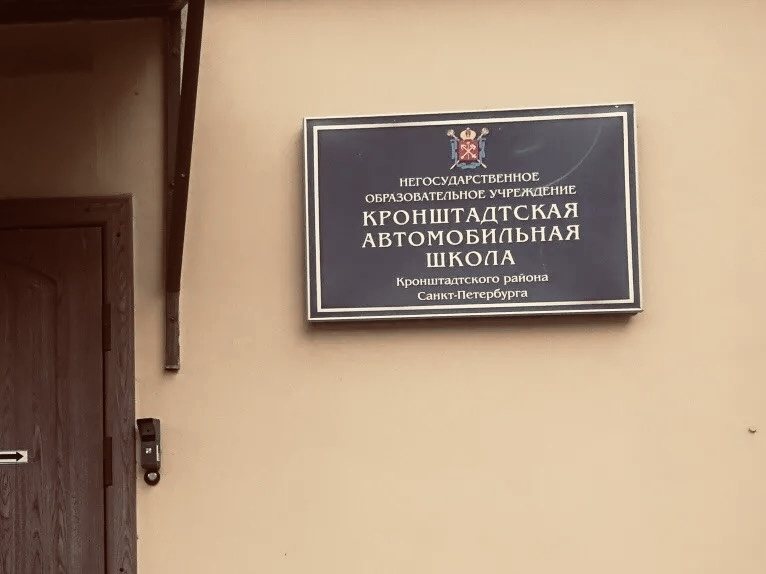 НЕГОСУДАРСТВЕННОЕ
ОБРАЗОВАТЕЛЬНОЕ УЧРЕЖДЕНИЕ
КРОНШТАДТСКАЯ
АВТОМОБИЛЬНАЯ
ШКОЛА
Кронштадтского района
Санкт-Петербурга